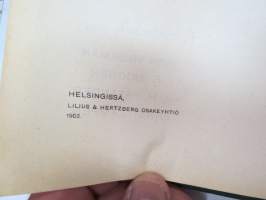 HELSINGISSÄ,
LILIUS & HERTZBERG OSAKEYHTIÖ
1902.